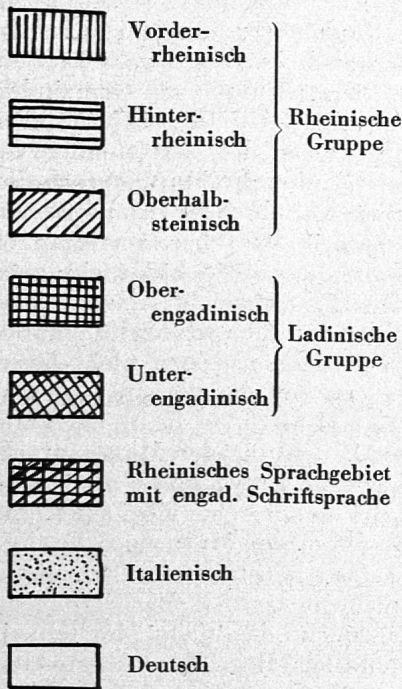 Vorder-
rheinisch
Hinter-
rheinisch
Rheinische
Gruppe
Oberhalb-
steinisch
Ober-
engadinisch
Ladinische
Gruppe
Unter-
engadinisch
Rheinisches Sprachgebiet
mit engad. Schriftsprache
Italienisch
Deutsch